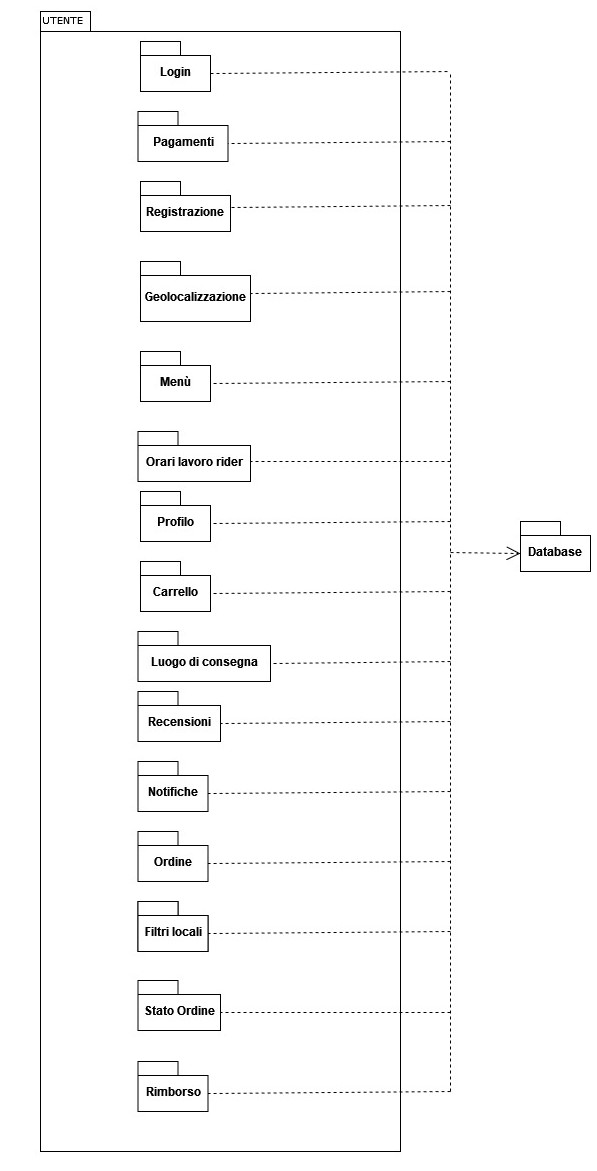 UTENTE
Login
Pagamenti
Registrazione
Geolocalizzazione
Menù
Orari lavoro rider
Profilo
Database
Carrello
Luogo di consegna
Recensioni
Notifiche
Ordine
Filtri locali
Stato Ordine
Rimborso